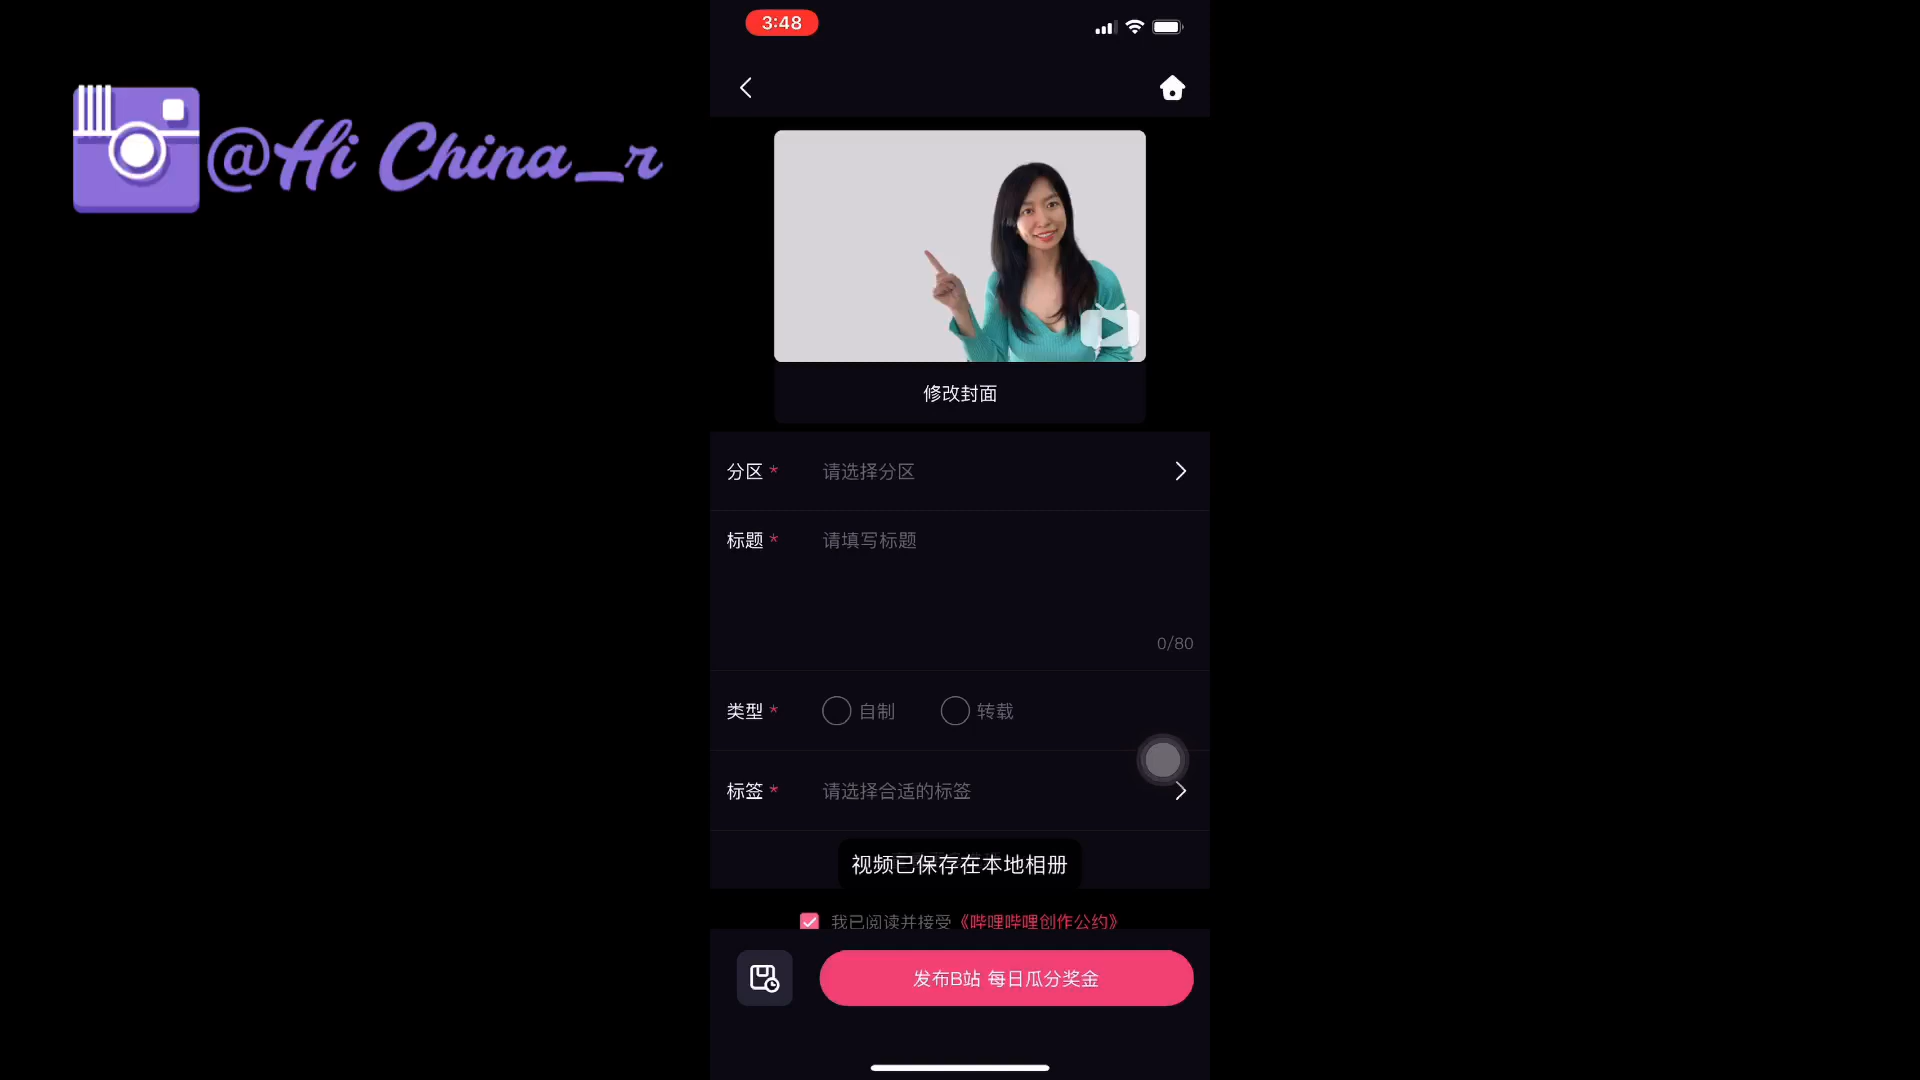 3:48
@Hi China_r
修改封面
分区 * 请选择分区
标题 * 请填写标题
0/80
类型 * 自制 转载
标签 * 请选择合适的标签
视频已保存在本地相册
我已阅读并接受《哔哩哔哩创作公约》
发布B站 每日瓜分奖金